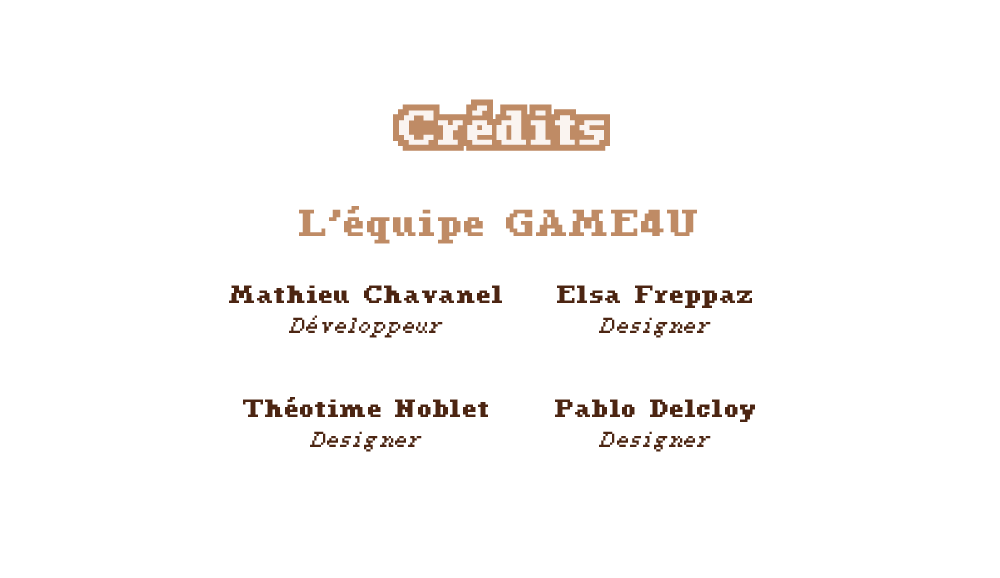 Crédits
L'équipe GAME4U
Mathieu Chavanel
Développeur
Elsa Freppaz
Designer
Théotime Noblet
Designer
Pablo Delcloy
Designer